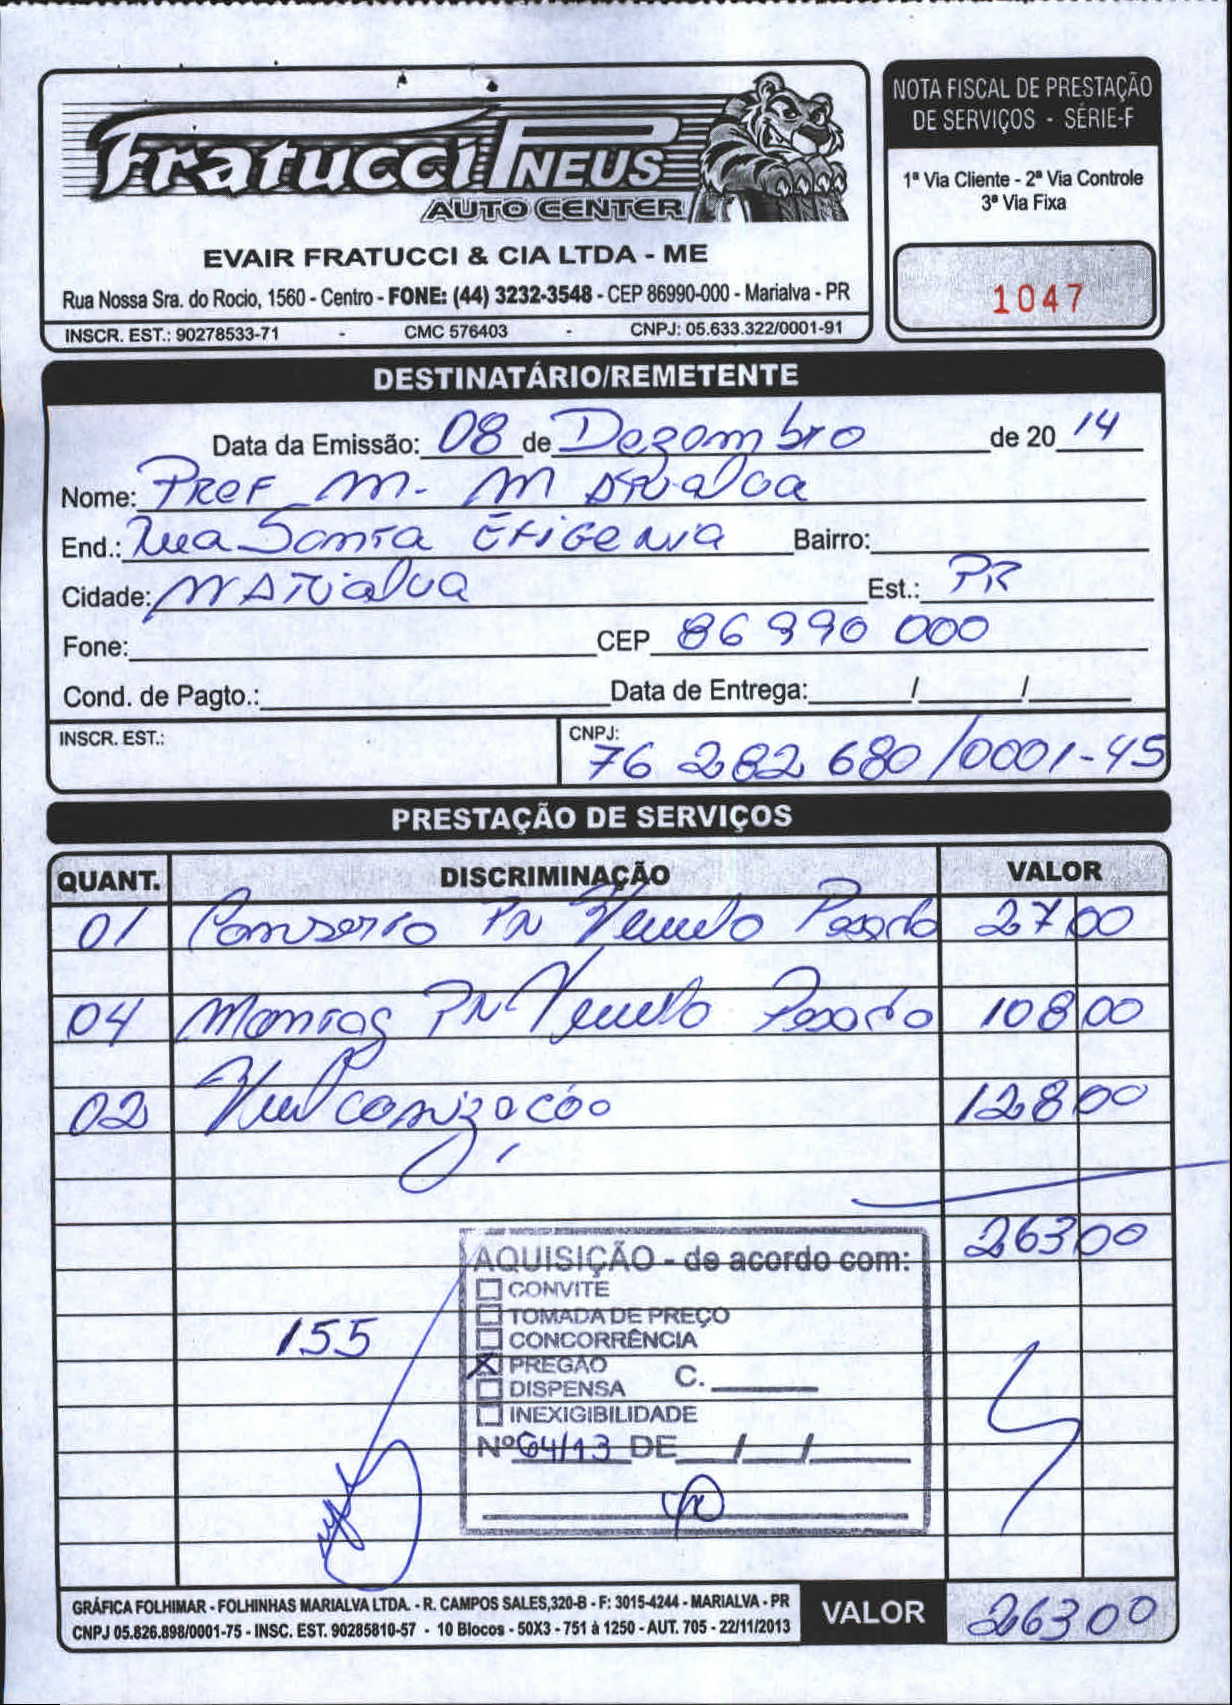 Fratucci PNEUS
AUTO CENTER
EVAIR FRATUCCI & CIA LTDA - ME
Rua Nossa Sra. do Rocio, 1560 - Centro - FONE: (44) 3232-3548 - CEP 86990-000 - Marialva - PR
INSCR. EST.: 90278533-71 - CMC 576403 - CNPJ: 05.633.322/0001-91
NOTA FISCAL DE PRESTAÇÃO
DE SERVIÇOS - SÉRIE-F
1ª Via Cliente - 2ª Via Controle
3ª Via Fixa
1047
DESTINATÁRIO/REMETENTE
Data da Emissão: 08 de Dezembro de 20 14
Nome: Pref M. Marialva
End.: Rua Santa Efigenia Bairro:
Cidade: Marialva Est.: PR
Fone: CEP 86 990 000
Cond. de Pagto.: Data de Entrega: / /
INSCR. EST.: CNPJ: 76 282 680/0001-45
PRESTAÇÃO DE SERVIÇOS
QUANT. DISCRIMINAÇÃO VALOR
01 Conserto Pn Veiculo Pesado 27 00
04 Montag Pn Veiculo Pesado 108 00
02 Vulcanização 128 00
263 00
AQUISIÇÃO - de acordo com:
CONVITE
TOMADA DE PREÇO
CONCORRÊNCIA
X PREGÃO C.
DISPENSA
INEXIGIBILIDADE
Nº 64/13 DE / /
155
GRÁFICA FOLHIMAR - FOLHINHAS MARIALVA LTDA. - R. CAMPOS SALES,320-B - F: 3015-4244 - MARIALVA - PR
CNPJ 05.826.898/0001-75 - INSC. EST. 90285810-57 - 10 Blocos - 50X3 - 751 à 1250 - AUT. 705 - 22/11/2013
VALOR 263 00